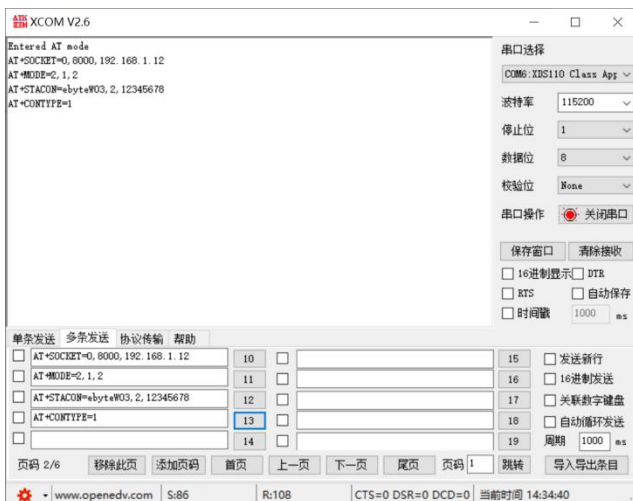 ATK XCOM XCOM V2.6
Entered AT mode
AT+SOCKET=0,8000,192.168.1.12
AT+MODE=2,1,2
AT+STACON=ebyteW03,2,12345678
AT+CONTYPE=1
串口选择
COM6:XDS110 Class App
波特率 115200
停止位 1
数据位 8
校验位 None
串口操作 关闭串口
保存窗口 清除接收
16进制显示 DTR
RTS 自动保存
时间戳 1000 ms
单条发送 多条发送 协议传输 帮助
AT+SOCKET=0,8000,192.168.1.12 10 15 发送新行
AT+MODE=2,1,2 11 16 16进制发送
AT+STACON=ebyteW03,2,12345678 12 17 关联数字键盘
AT+CONTYPE=1 13 18 自动循环发送
14 19 周期 1000 ms
页码 2/6 移除此页 添加页码 首页 上一页 下一页 尾页 页码 1 跳转 导入导出条目
www.openedv.com S:86 R:108 CTS=0 DSR=0 DCD=0 当前时间 14:34:40